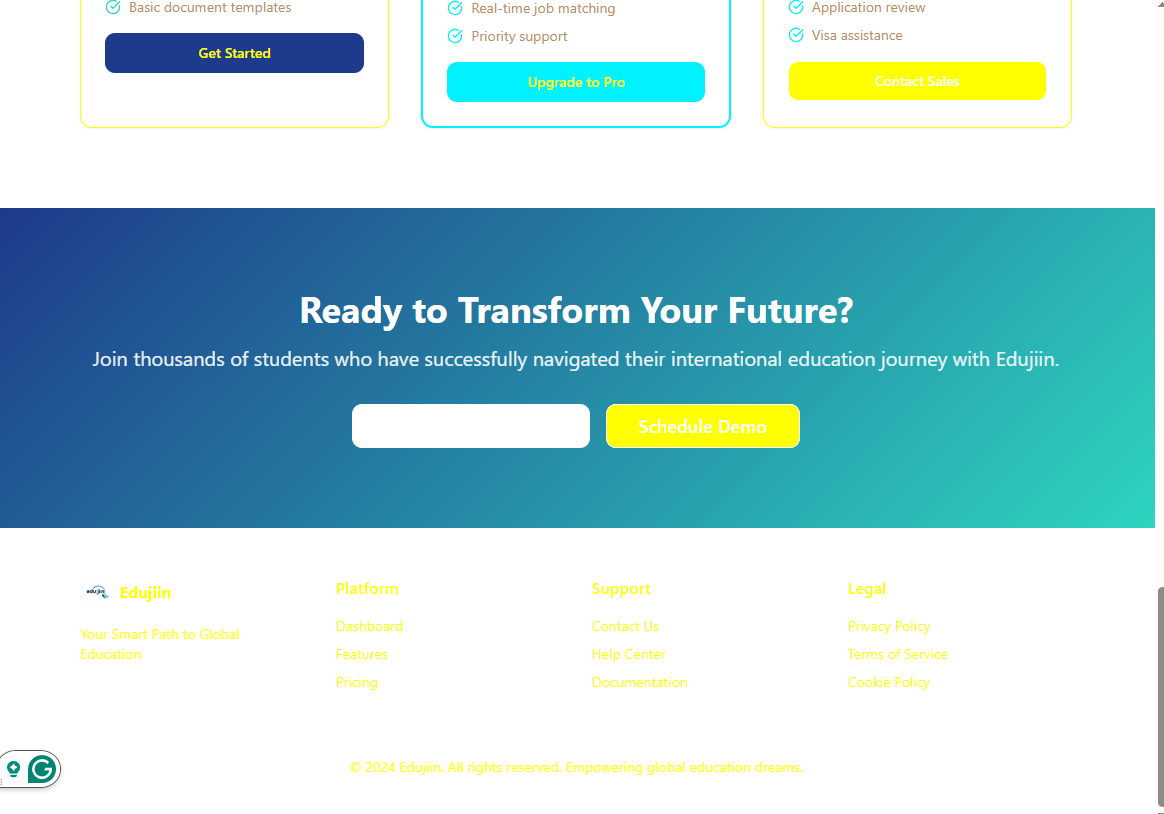 Basic document templates
Get Started
Real-time job matching
Priority support
Upgrade to Pro
Application review
Visa assistance
Contact Sales
Ready to Transform Your Future?
Join thousands of students who have successfully navigated their international education journey with Edujiin.
Schedule Demo
edujiin
Edujiin
Your Smart Path to Global
Education
Platform
Dashboard
Features
Pricing
Support
Contact Us
Help Center
Documentation
Legal
Privacy Policy
Terms of Service
Cookie Policy
© 2024 Edujiin. All rights reserved. Empowering global education dreams.